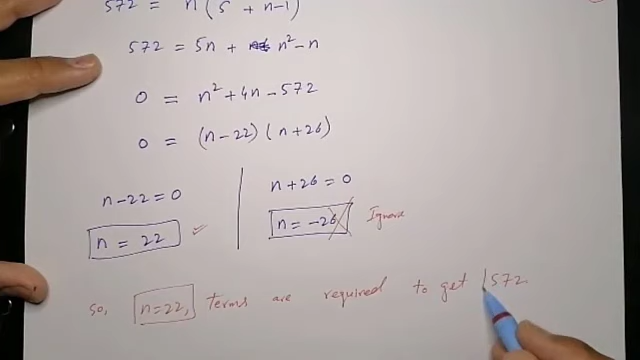 572 = n(5 + n-1)
572 = 5n + n² - n
0 = n² + 4n - 572
0 = (n-22)(n+26)
n-22=0
n = 22 ✓
n+26=0
n = -26 Ignore
So, n=22, terms are required to get 572.